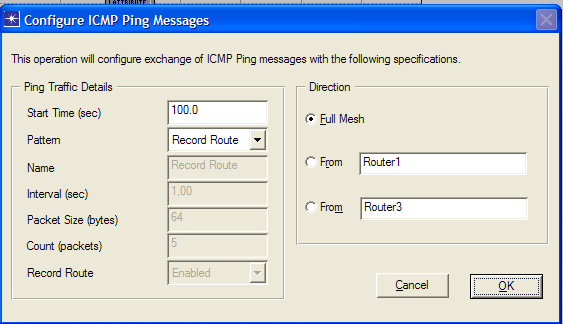 ATTRIBUTE
Configure ICMP Ping Messages
This operation will configure exchange of ICMP Ping messages with the following specifications.
Ping Traffic Details
Start Time (sec) 100.0
Pattern Record Route
Name Record Route
Interval (sec) 1.00
Packet Size (bytes) 64
Count (packets) 5
Record Route Enabled
Direction
Full Mesh
From Router1
From Router3
Cancel OK